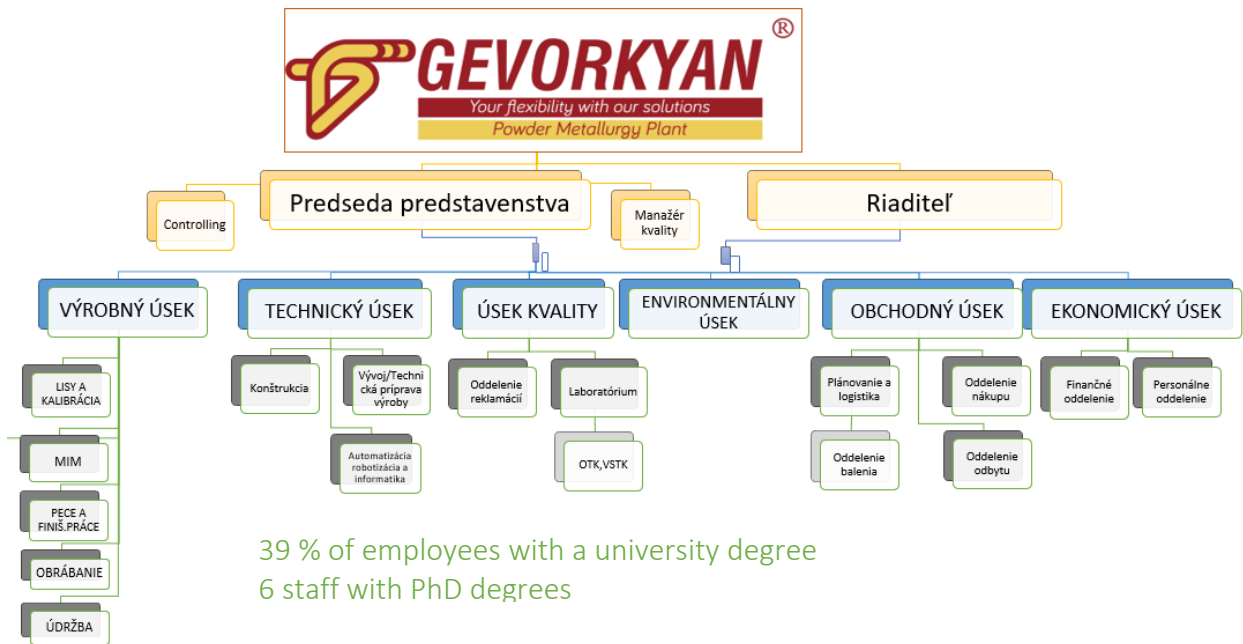 ®
GEVORKYAN
Your flexibility with our solutions
Powder Metallurgy Plant
Controlling
Predseda predstavenstva
Manažér
kvality
Riaditeľ
VÝROBNÝ ÚSEK
TECHNICKÝ ÚSEK
ÚSEK KVALITY
ENVIRONMENTÁLNY
ÚSEK
OBCHODNÝ ÚSEK
EKONOMICKÝ ÚSEK
LISY A
KALIBRÁCIA
MIM
PECE A
FINIŠ.PRÁCE
OBRÁBANIE
ÚDRŽBA
Konštrukcia
Vývoj/Techni
cká príprava
výroby
Automatizácia
robotizácia a
informatika
Oddelenie
reklamácií
Laboratórium
OTK,VSTK
Plánovanie a
logistika
Oddelenie
nákupu
Oddelenie
balenia
Oddelenie
odbytu
Finančné
oddelenie
Personálne
oddelenie
39 % of employees with a university degree
6 staff with PhD degrees